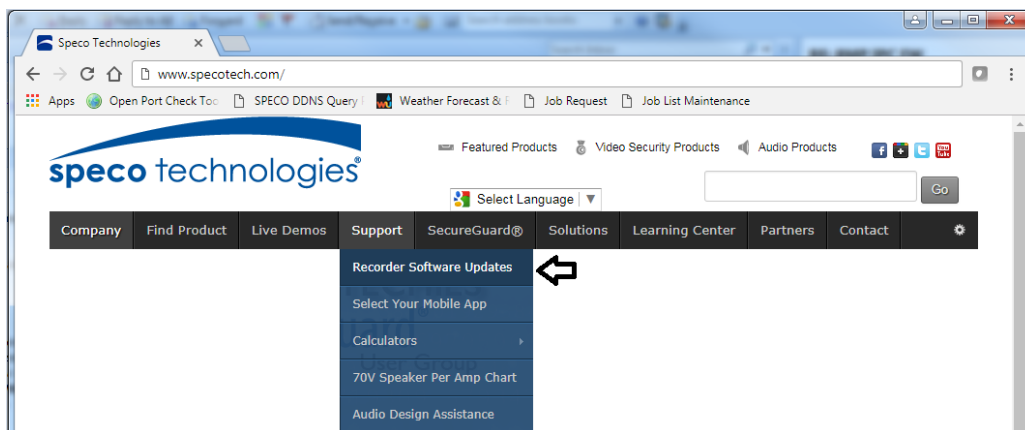 Speco Technologies
www.specotech.com/
Apps Open Port Check Too SPECO DDNS Query Weather Forecast & F Job Request Job List Maintenance
speco technologies®
Featured Products Video Security Products Audio Products
Select Language ▼
Go
Company Find Product Live Demos Support SecureGuard® Solutions Learning Center Partners Contact
Recorder Software Updates
Select Your Mobile App
Calculators
User Group
70V Speaker Per Amp Chart
Audio Design Assistance